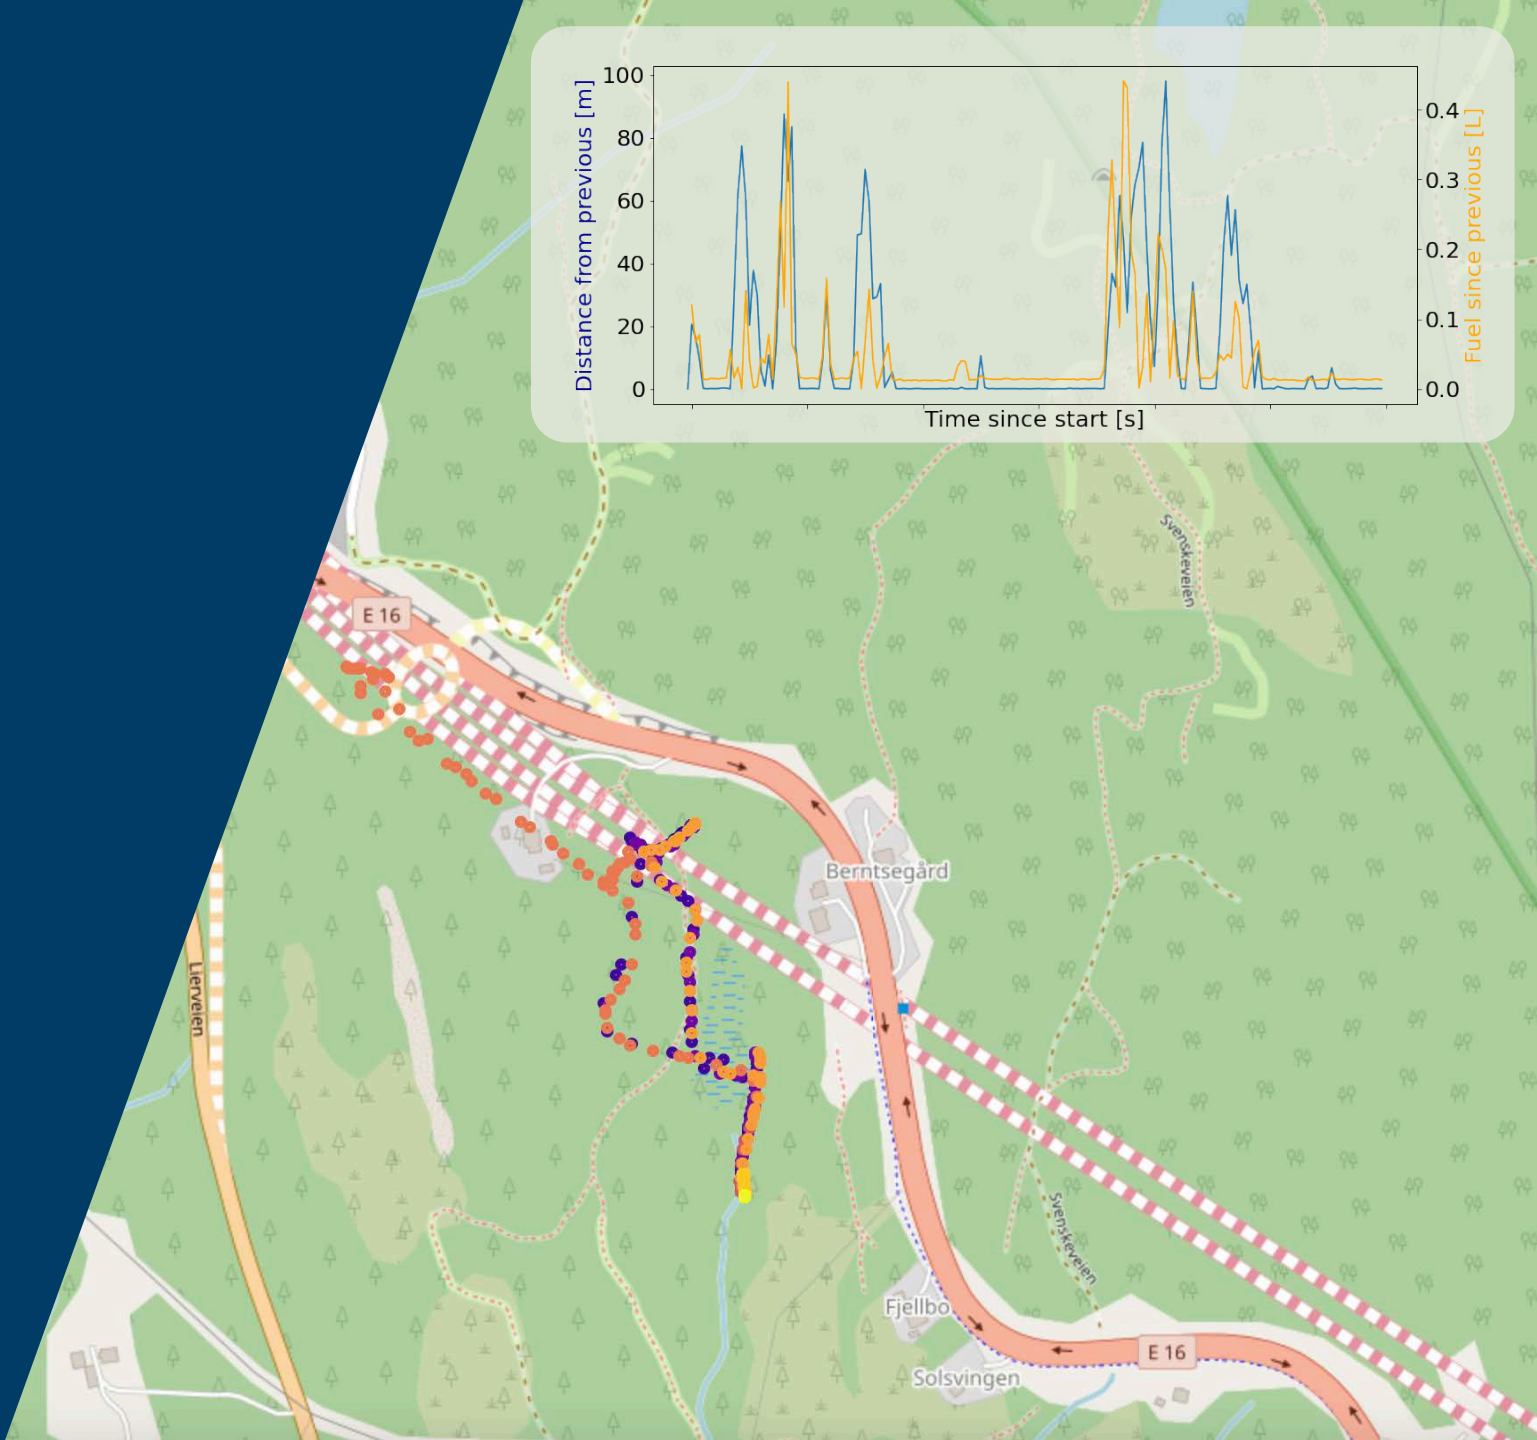 Distance from previous [m]
100
80
60
40
20
0
0.4
0.3
0.2
0.1
0.0
Fuel since previous [L]
Time since start [s]
Svenskeveien
E 16
Berntsegård
Lierveien
Svenskeveien
Fjellbo
E 16
Solsvingen